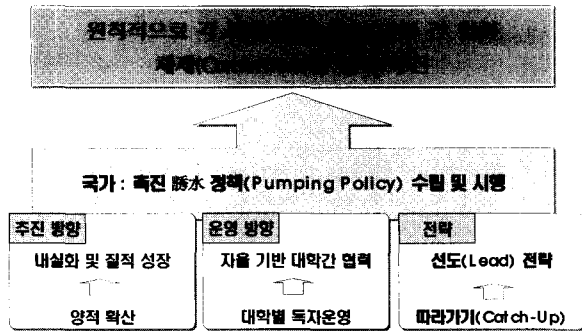 원칙적으로 각
체제(
국가 : 촉진 勝水 정책(Pumping Policy) 수립 및 시행
추진 방향
내실화 및 질적 성장
양적 확산
운영 방향
자율 기반 대학간 협력
대학별 독자운영
전략
선도(Lead) 전략
따라가기(Catch-Up)